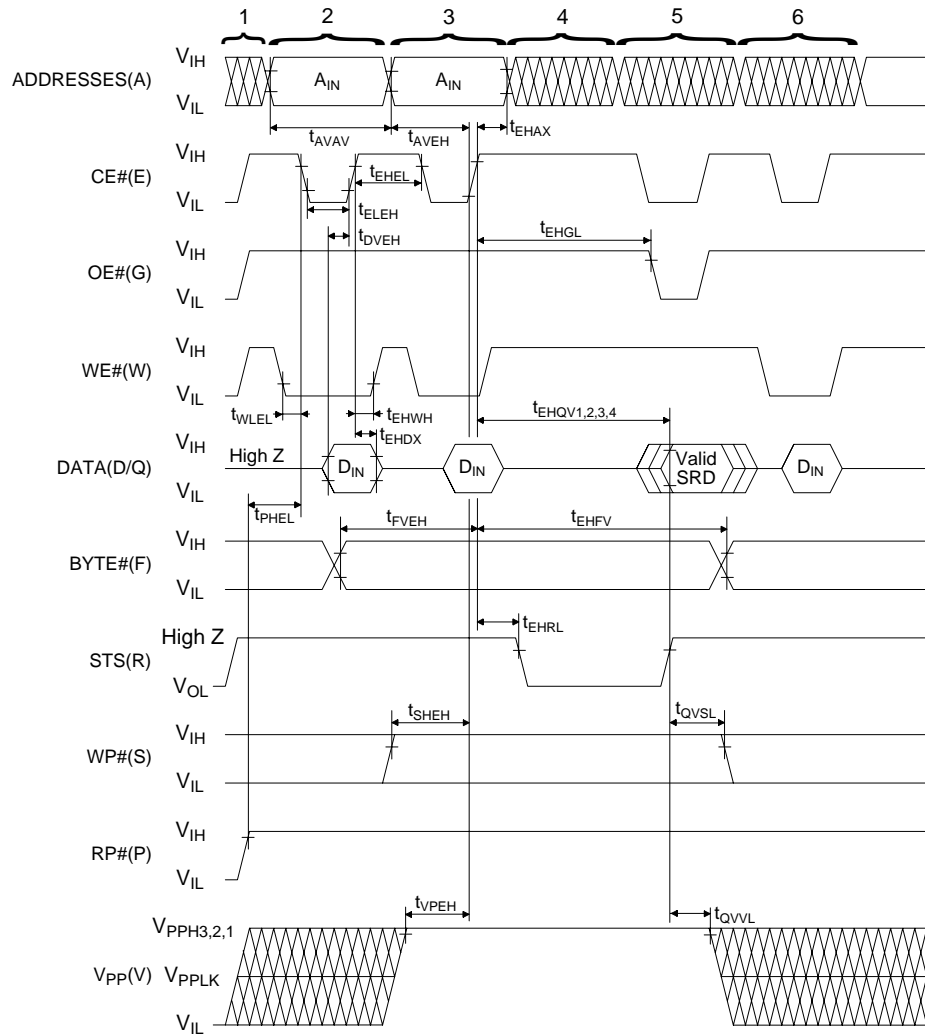 1 2 3 4 5 6
ADDRESSES(A) VIH AIN AIN
VIL
tAVAV tAVEH tEHAX
CE#(E) VIH
tEHEL
VIL
tELEH
tDVEH tEHGL
OE#(G) VIH
VIL
WE#(W) VIH
VIL
tWLEL tEHWH tEHQV1,2,3,4
tEHDX
DATA(D/Q) VIH
High Z DIN DIN Valid SRD DIN
VIL
tPHEL tFVEH tEHFV
BYTE#(F) VIH
VIL
tEHRL
STS(R) High Z
VOL
tSHEH tQVSL
WP#(S) VIH
VIL
RP#(P) VIH
VIL
tVPEH tQVVL
VPPH3,2,1
VPP(V) VPPLK
VIL